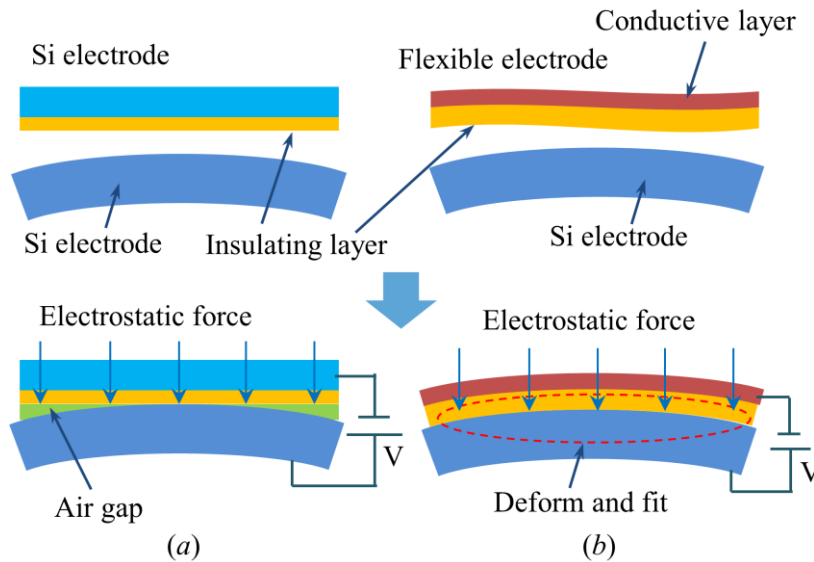 Conductive layer
Si electrode
Flexible electrode
Si electrode
Insulating layer
Si electrode
Electrostatic force
Electrostatic force
V
V
Air gap
Deform and fit
(a)
(b)